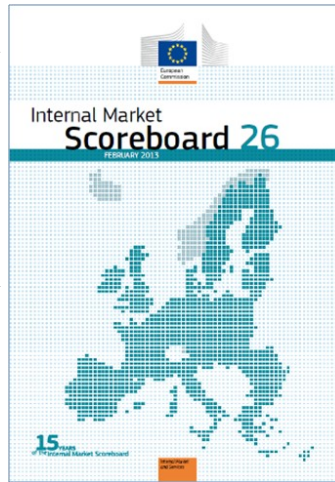 European
Commission
Internal Market
Scoreboard 26
FEBRUARY 2013
15 YEARS
of the Internal Market Scoreboard
Internal Market
and Services